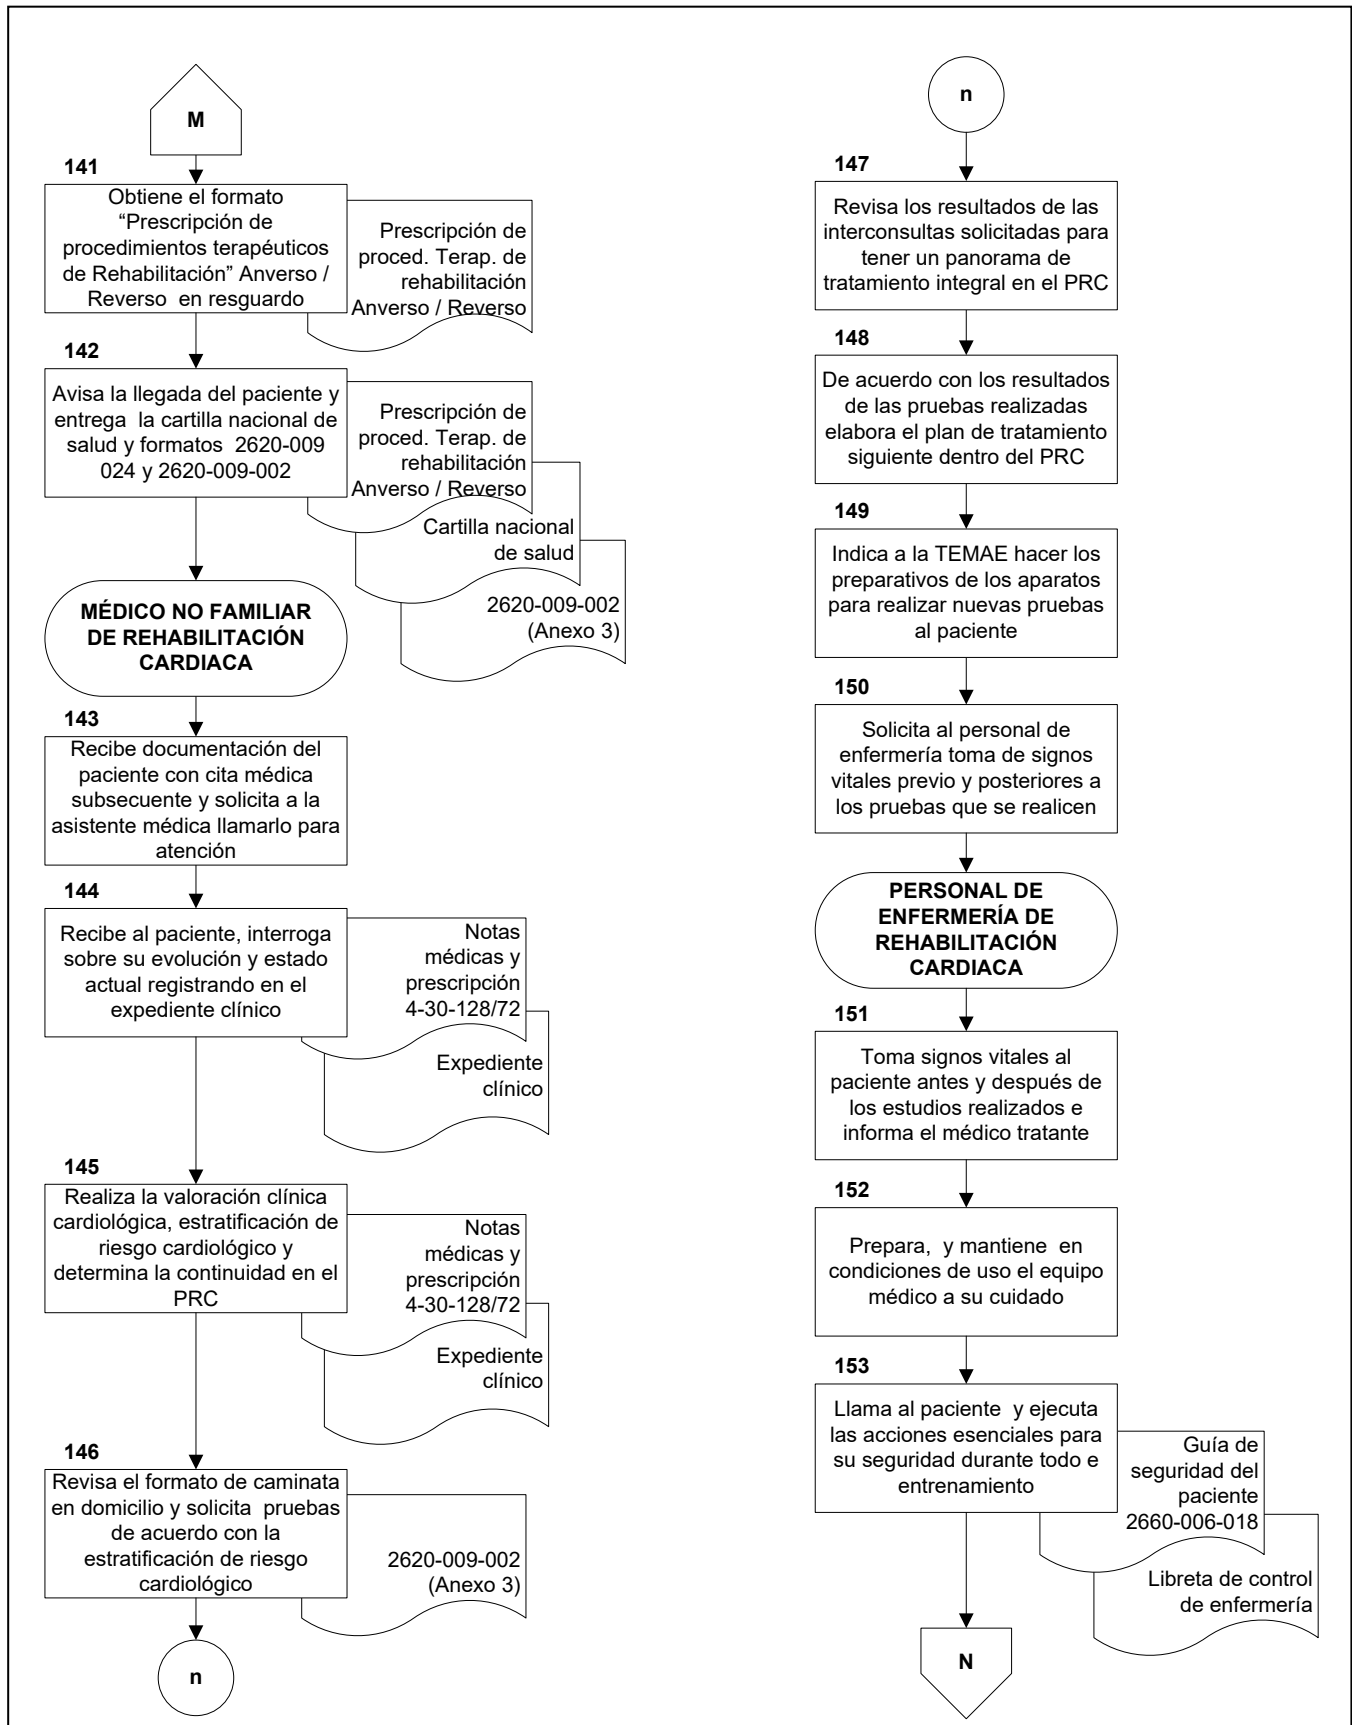 M
141
Obtiene el formato
“Prescripción de
procedimientos terapéuticos
de Rehabilitación” Anverso /
Reverso en resguardo
Prescripción de
proced. Terap. de
rehabilitación
Anverso / Reverso
142
Avisa la llegada del paciente y
entrega la cartilla nacional de
salud y formatos 2620-009
024 y 2620-009-002
Prescripción de
proced. Terap. de
rehabilitación
Anverso / Reverso
Cartilla nacional
de salud
2620-009-002
(Anexo 3)
MÉDICO NO FAMILIAR
DE REHABILITACIÓN
CARDIACA
143
Recibe documentación del
paciente con cita médica
subsecuente y solicita a la
asistente médica llamarlo para
atención
144
Recibe al paciente, interroga
sobre su evolución y estado
actual registrando en el
expediente clínico
Notas
médicas y
prescripción
4-30-128/72
Expediente
clínico
145
Realiza la valoración clínica
cardiológica, estratificación de
riesgo cardiológico y
determina la continuidad en el
PRC
Notas
médicas y
prescripción
4-30-128/72
Expediente
clínico
146
Revisa el formato de caminata
en domicilio y solicita pruebas
de acuerdo con la
estratificación de riesgo
cardiológico
2620-009-002
(Anexo 3)
n
n
147
Revisa los resultados de las
interconsultas solicitadas para
tener un panorama de
tratamiento integral en el PRC
148
De acuerdo con los resultados
de las pruebas realizadas
elabora el plan de tratamiento
siguiente dentro del PRC
149
Indica a la TEMAE hacer los
preparativos de los aparatos
para realizar nuevas pruebas
al paciente
150
Solicita al personal de
enfermería toma de signos
vitales previo y posteriores a
los pruebas que se realicen
PERSONAL DE
ENFERMERÍA DE
REHABILITACIÓN
CARDIACA
151
Toma signos vitales al
paciente antes y después de
los estudios realizados e
informa el médico tratante
152
Prepara, y mantiene en
condiciones de uso el equipo
médico a su cuidado
153
Llama al paciente y ejecuta
las acciones esenciales para
su seguridad durante todo e
entrenamiento
Guía de
seguridad del
paciente
2660-006-018
Libreta de control
de enfermería
N